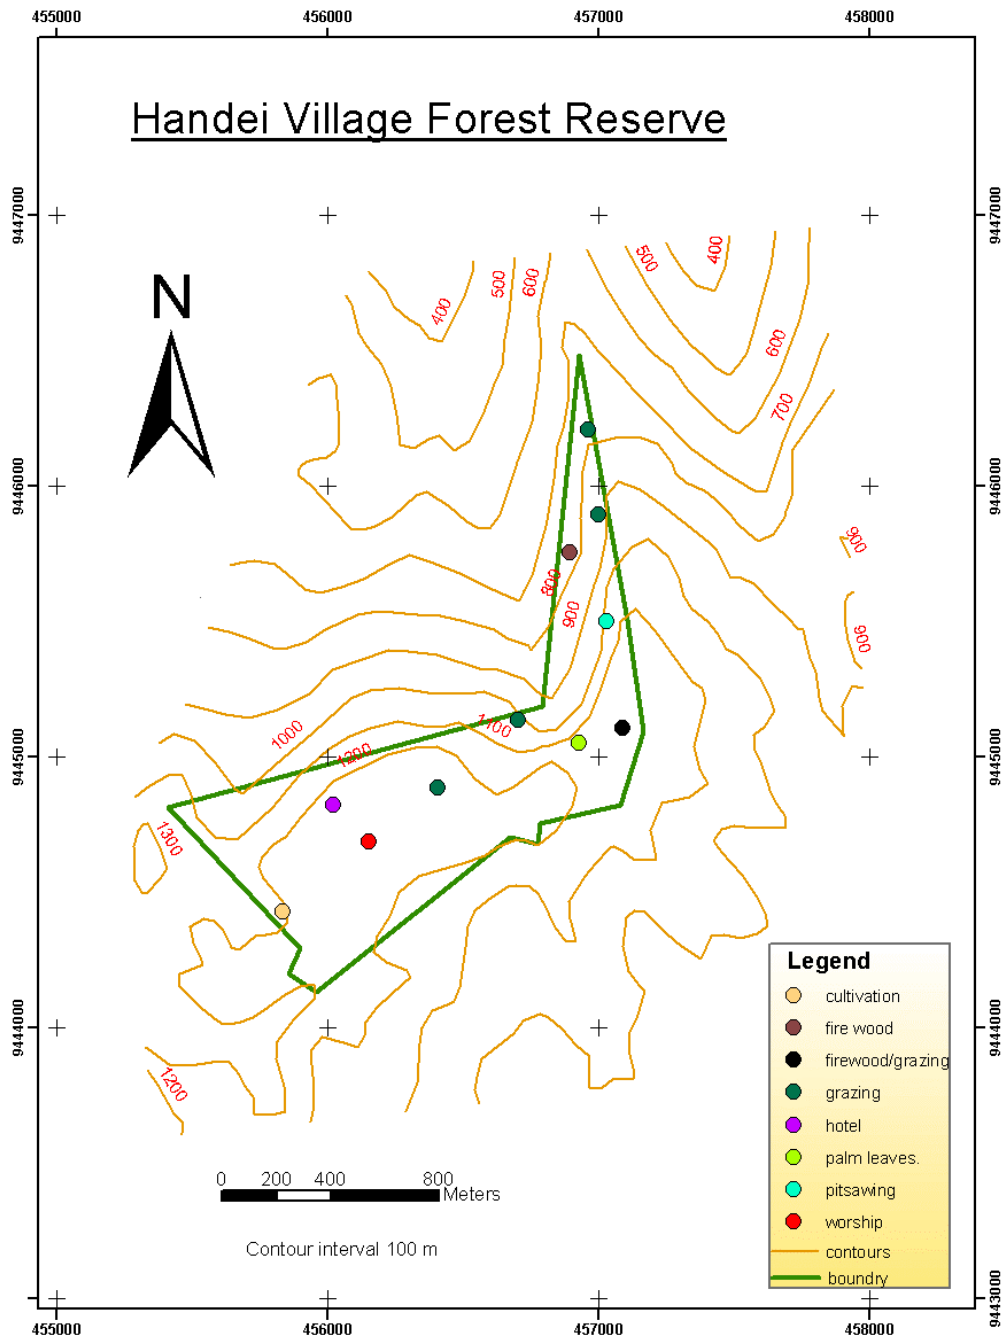 455000 456000 457000 458000
Handei Village Forest Reserve
9447000 9447000
N
400 500 600 500 400
600
700
9446000 9446000
900
800
900
900
1100
1000
1200
9445000 9445000
1300
Legend
cultivation
fire wood
firewood/grazing
grazing
hotel
palm leaves.
pitsawing
worship
contours
boundry
9444000 9444000
1200
0 200 400 800
Meters
Contour interval 100 m
9443000
455000 456000 457000 458000